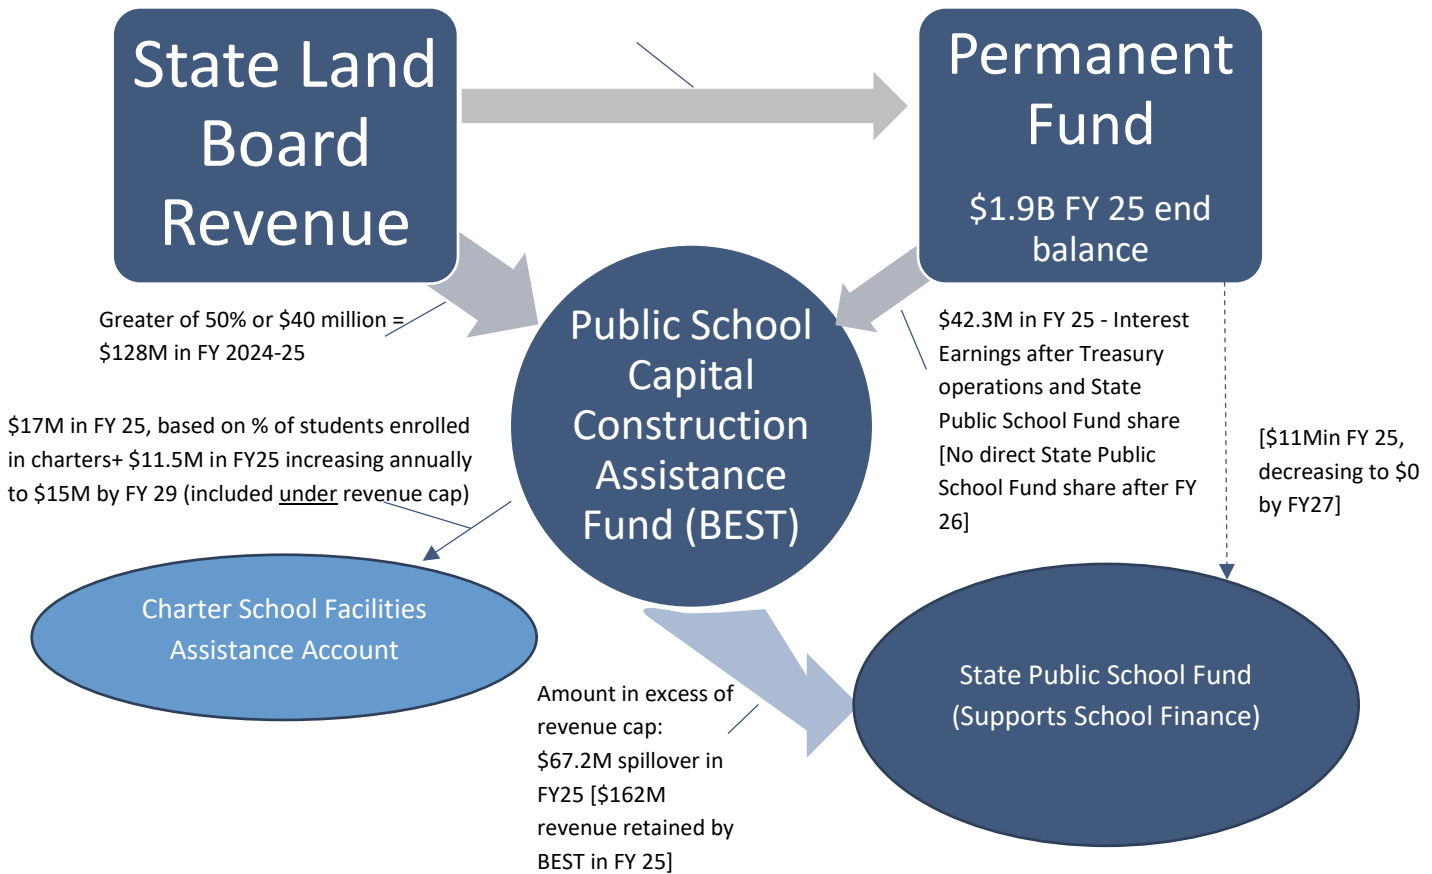 State Land
Board
Revenue
Permanent
Fund
$1.9B FY 25 end
balance
Greater of 50% or $40 million =
$128M in FY 2024-25
$17M in FY 25, based on % of students enrolled
in charters+ $11.5M in FY25 increasing annually
to $15M by FY 29 (included under revenue cap)
Public School
Capital
Construction
Assistance
Fund (BEST)
$42.3M in FY 25 - Interest
Earnings after Treasury
operations and State
Public School Fund share
[No direct State Public
School Fund share after FY
26]
[$11Min FY 25,
decreasing to $0
by FY27]
Charter School Facilities
Assistance Account
Amount in excess of
revenue cap:
$67.2M spillover in
FY25 [$162M
revenue retained by
BEST in FY 25]
State Public School Fund
(Supports School Finance)